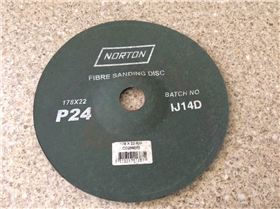 NORTON
FIBRE SANDING DISC
178X22
P24
BATCH NO
IJ14D